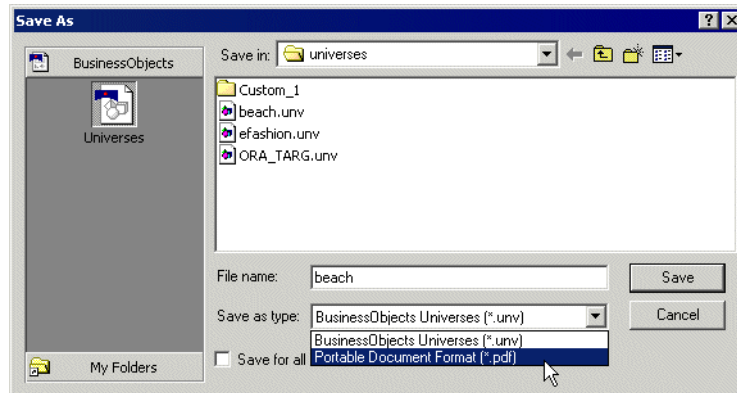 Save As
BusinessObjects
Universes
My Folders
Save in: universes
Custom_1
beach.unv
efashion.unv
ORA_TARG.unv
File name: beach
Save
Save as type: BusinessObjects Universes (*.unv)
Cancel
BusinessObjects Universes (*.unv)
Save for all Portable Document Format (*.pdf)